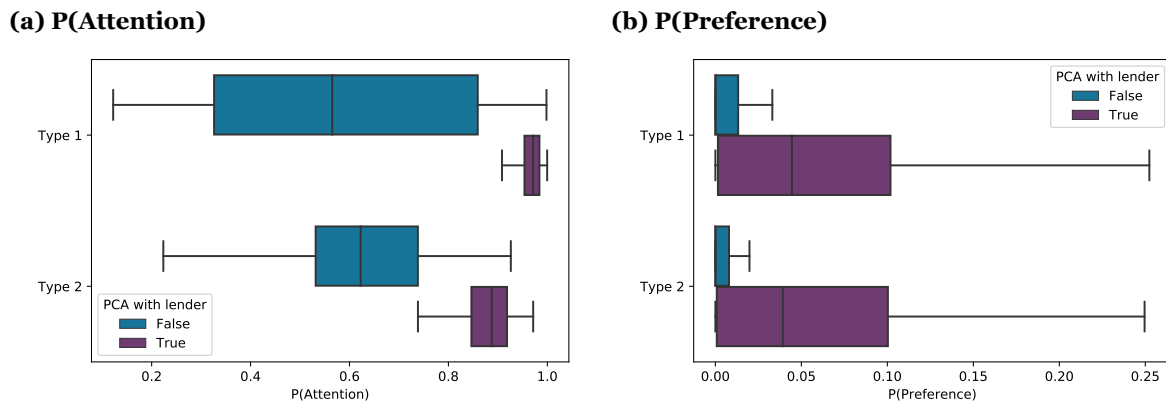 (a) P(Attention)
Type 1
Type 2
PCA with lender
False
True
0.2 0.4 0.6 0.8 1.0
P(Attention)
(b) P(Preference)
PCA with lender
False
True
Type 1
Type 2
0.00 0.05 0.10 0.15 0.20 0.25
P(Preference)